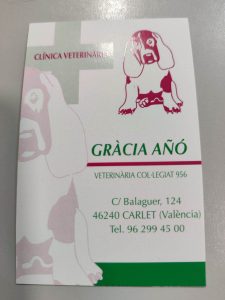 CLÍNICA VETERINÀRIA
GRÀCIA AÑÓ
VETERINÀRIA COL·LEGIAT 956
C/ Balaguer, 124
46240 CARLET (València)
Tel. 96 299 45 00